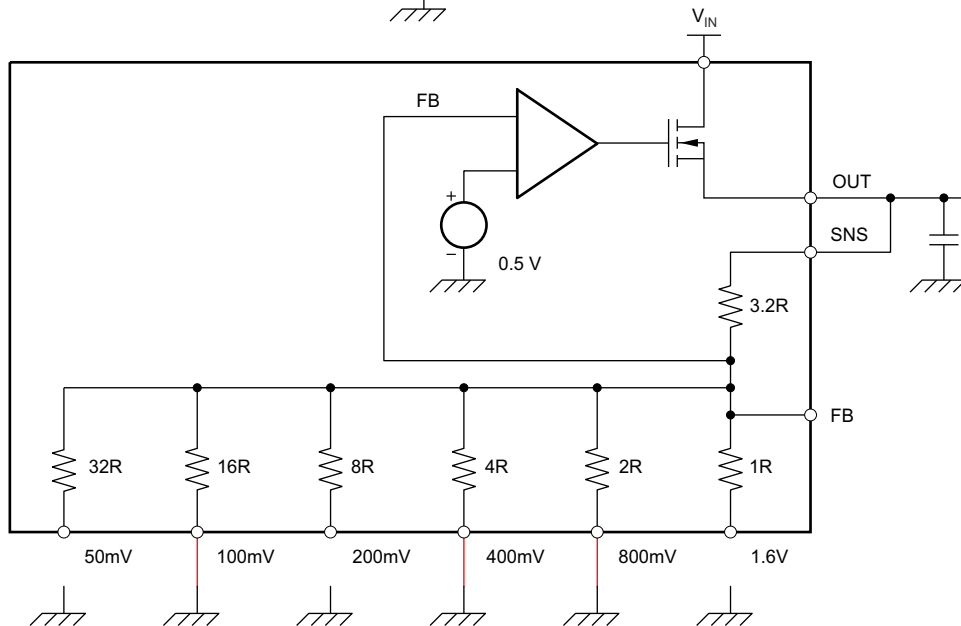 V_IN
FB
+
−
0.5 V
OUT
SNS
3.2R
FB
32R 16R 8R 4R 2R 1R
50mV 100mV 200mV 400mV 800mV 1.6V